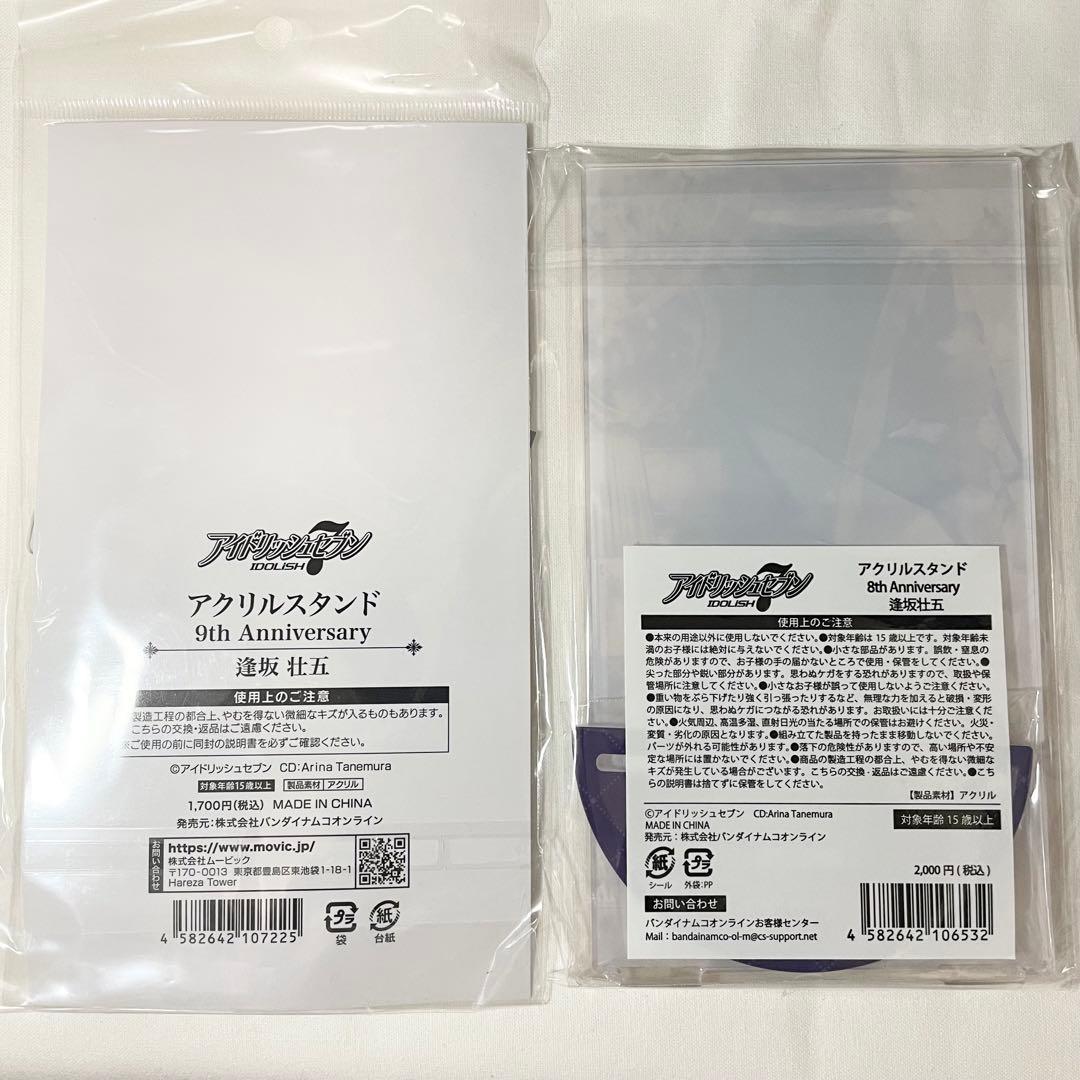 アイドリッシュセブン
IDOLiSH7
アクリルスタンド
9th Anniversary
逢坂 壮五
使用上のご注意
製造工程の都合上、やむを得ない微細なキズが入るものもあります。
こちらの交換・返品はご遠慮ください。
※ご使用の前に同封の説明書を必ずご確認ください。
©アイドリッシュセブン CD:Arina Tanemura
対象年齢15歳以上 製品素材 アクリル
1,700円(税込) MADE IN CHINA
発売元:株式会社バンダイナムコオンライン
お問い合わせ
https://www.movic.jp/
株式会社ムービック
〒170-0013 東京都豊島区東池袋1-18-1
Hareza Tower
4 582642 107225
プラ
袋
紙
台紙
アイドリッシュセブン
IDOLiSH7
アクリルスタンド
8th Anniversary
逢坂壮五
使用上のご注意
●本来の用途以外に使用しないでください。●対象年齢は15歳以上です。対象年齢未
満のお子様には絶対に与えないでください。●小さな部品があります。誤飲・窒息の
危険がありますので、お子様の手の届かないところで使用・保管をしてください。●
尖った部分や鋭い部分があります。思わぬケガをする恐れがありますので、取扱や保
管場所に注意してください。●小さなお子様が誤って使用しないようご注意ください。
●重い物をぶら下げたり強く引っ張ったりするなど、無理な力を加えると破損・変形
の原因になり、思わぬケガにつながる恐れがあります。お取扱いには十分ご注意くだ
さい。●火気周辺、高温多湿、直射日光の当たる場所での保管はお避けください。火災・
変質・劣化の原因となります。●組み立てた製品を持ったまま移動しないでください。
パーツが外れる可能性があります。●落下の危険性がありますので、高い場所や不安
定な場所には置かないでください。●商品の製造工程の都合上、やむを得ない微細な
キズが発生している場合がございます。こちらの交換・返品はご遠慮ください。●こち
らの説明書は捨てずに保管をしてください。
【製品素材】アクリル
©アイドリッシュセブン CD:Arina Tanemura
MADE IN CHINA
発売元:株式会社バンダイナムコオンライン
対象年齢15歳以上
紙
シール
プラ
外袋:PP
2,000円(税込)
お問い合わせ
バンダイナムコオンラインお客様センター
Mail:bandainamco-ol-m@cs-support.net
4 582642 106532